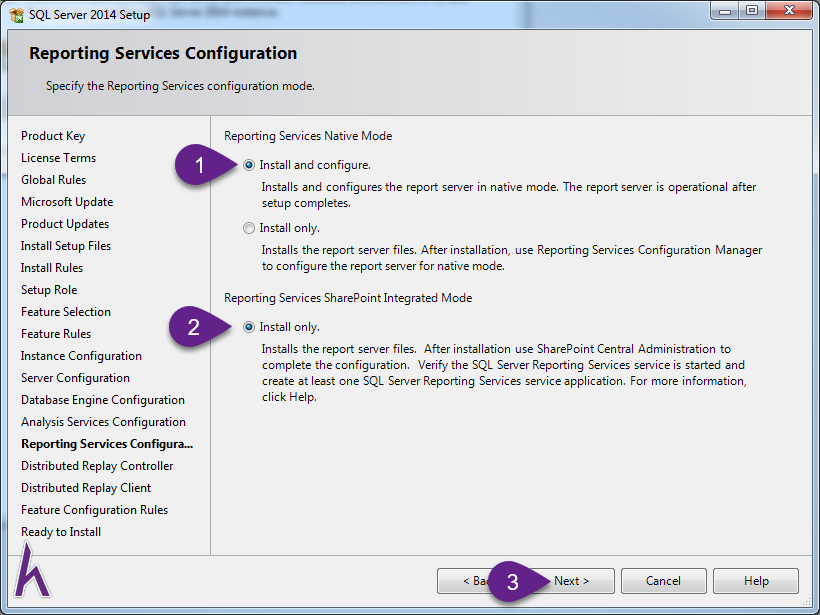 SQL Server 2014 Setup
Reporting Services Configuration
Specify the Reporting Services configuration mode.
Product Key
License Terms
Global Rules
Microsoft Update
Product Updates
Install Setup Files
Install Rules
Setup Role
Feature Selection
Feature Rules
Instance Configuration
Server Configuration
Database Engine Configuration
Analysis Services Configuration
Reporting Services Configura...
Distributed Replay Controller
Distributed Replay Client
Feature Configuration Rules
Ready to Install
Reporting Services Native Mode
1
Install and configure.
Installs and configures the report server in native mode. The report server is operational after
setup completes.
Install only.
Installs the report server files. After installation, use Reporting Services Configuration Manager
to configure the report server for native mode.
Reporting Services SharePoint Integrated Mode
2
Install only.
Installs the report server files. After installation use SharePoint Central Administration to
complete the configuration. Verify the SQL Server Reporting Services service is started and
create at least one SQL Server Reporting Services service application. For more information,
click Help.
h
< Ba
3
Next >
Cancel
Help